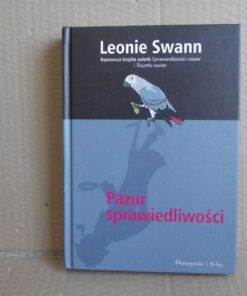 Leonie Swann
Najnowsza książka autorki Sprawiedliwości owiec
i Triumfu owiec
Pazur
sprawiedliwości
Prószyński i S-ka